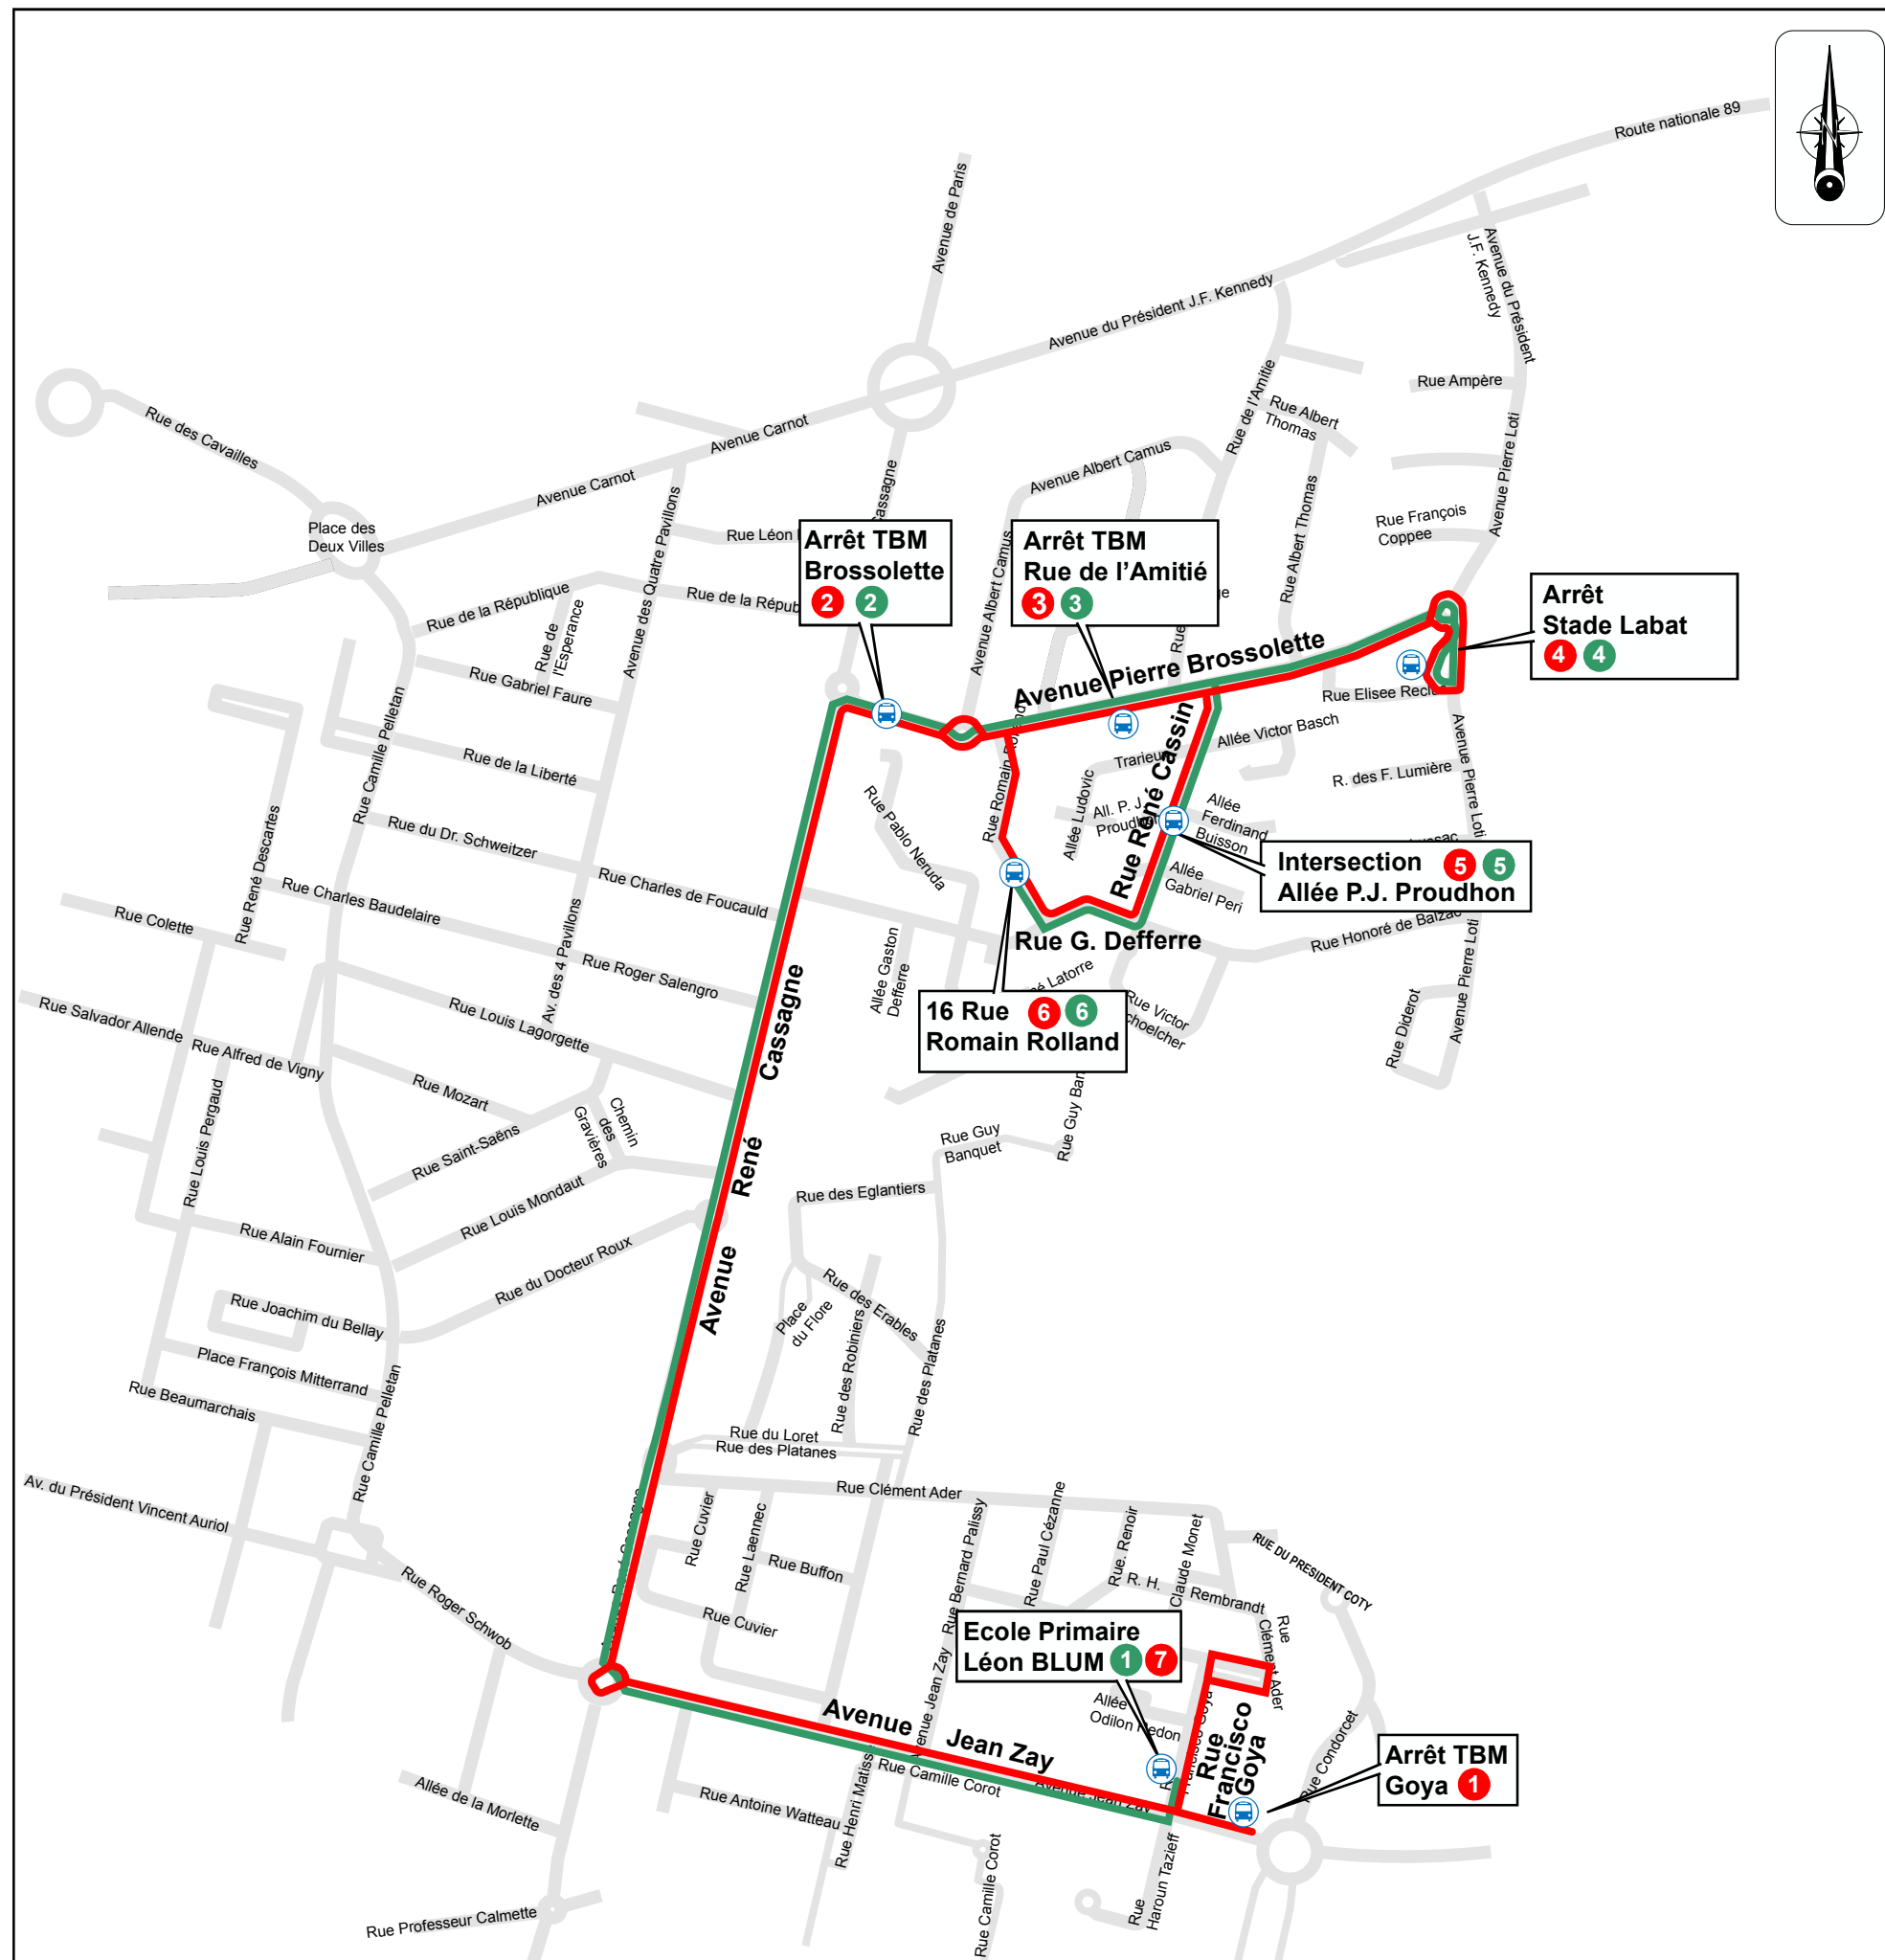 Route nationale 89
Avenue de Paris
Avenue du Président
J.F. Kennedy
Avenue du Président J.F. Kennedy
Rue Ampère
Rue de l'Amitie
Rue Albert
Thomas
Rue des Cavailles
Avenue Carnot
Avenue Carnot
Avenue Pierre Loti
Avenue Albert Camus
Place des
Deux Villes
Avenue des Quatre Pavillons
Rue Léon
Cassagne
Rue Albert Thomas
Rue François
Coppee
Arrêt TBM
Brossolette
2 2
Arrêt TBM
Rue de l’Amitié
3 3
Arrêt
Stade Labat
4 4
Rue de la République
Rue de
l'Esperance
Rue de la
Avenue Albert Camus
Rue Gabriel Faure
Avenue Pierre Brossolette
Rue Elisee
Rue Camille Pelletan
Rue de la Liberté
Allée Victor Basch
Trarieux
Avenue Pierre Loti
R. des F. Lumière
Rue René Descartes
Rue du Dr. Schweitzer
Rue Pablo Neruda
Rue Romain
Allée Ludovic
All. P. J.
Rue René Cassin
Allée
Ferdinand
Buisson
Intersection 5 5
Allée P.J. Proudhon
Rue Charles Baudelaire
Rue Charles de Foucauld
Allée
Gabriel Peri
Rue Colette
Av. des 4 Pavillons
Rue Roger Salengro
Allée Gaston
Defferre
Rue G. Defferre
Rue Honoré de Balzac
Avenue Pierre Loti
Rue Salvador Allende
Rue Alfred de Vigny
Rue Louis Lagorgette
Latorre
Rue Victor
Rue Diderot
16 Rue 6 6
Romain Rolland
Rue Louis Pergaud
Rue Mozart
Chemin
des
Gravières
Rue Saint-Saëns
Avenue René Cassagne
Rue Guy
Banquet
Rue Guy
Rue Louis Mondaut
Rue des Eglantiers
Rue Alain Fournier
Rue du Docteur Roux
Rue Joachim du Bellay
Place
du Flore
Rue des Erables
Rue des Robiniers
Rue des Platanes
Place François Mitterrand
Rue Beaumarchais
Rue Camille Pelletan
Rue du Loret
Rue des Platanes
Av. du Président Vincent Auriol
Rue Clément Ader
Rue Cuvier
Rue Laennec
Rue Buffon
Rue Bernard Palissy
Rue Paul Cézanne
Rue. Renoir
Claude Monet
RUE DU PRESIDENT COTY
R. H.
Rembrandt
Rue Roger Schwob
Rue Cuvier
Ecole Primaire
Léon BLUM 1 7
Rue
Clément Ader
Avenue Jean Zay
Allée
Odilon Redon
Francisco Goya
Rue
Francisco
Goya
Rue Condorcet
Avenue Jean Zay
Rue Camille Corot
Avenue Jean Zay
Arrêt TBM
Goya 1
Allée de la Morlette
Rue Antoine Watteau
Rue Henri Matisse
Rue Camille Corot
Rue
Haroun Tazieff
Rue Professeur Calmette